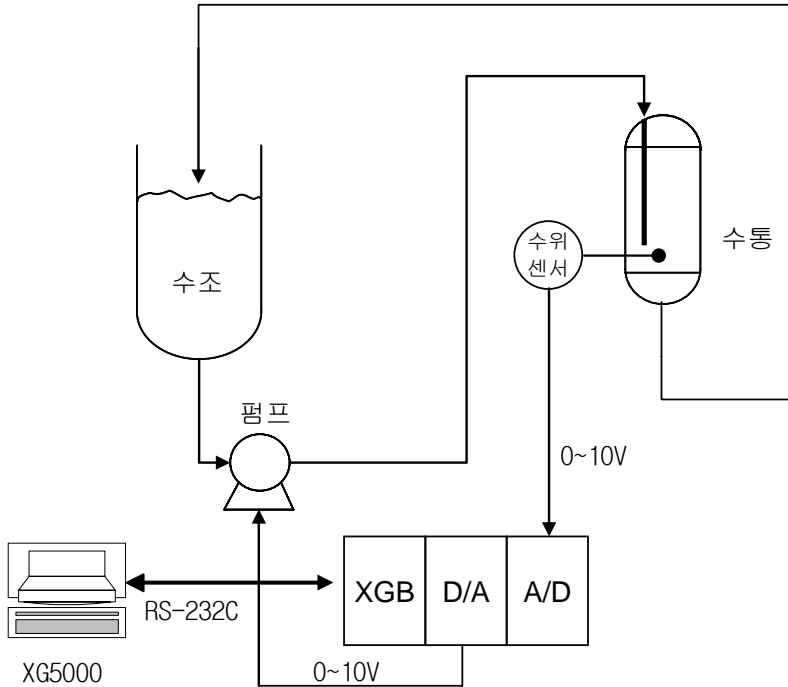 수조
수위
센서
수통
펌프
0~10V
XGB
D/A
A/D
RS-232C
XG5000
0~10V